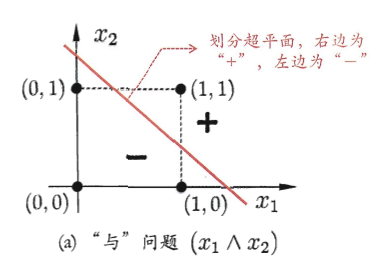 x₂
划分超平面，右边为
“+”，左边为“−”
(0,1)
(1,1)
+
−
(0,0)
(1,0)
x₁
(a) “与”问题 (x₁ ∧ x₂)